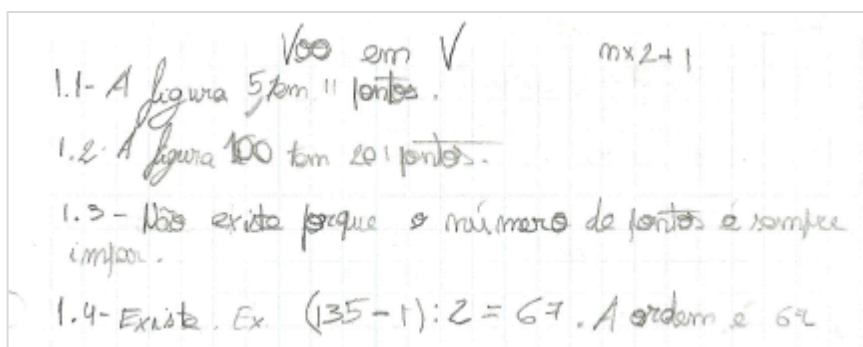 Voo em V n×2+1
1.1- A figura 5, tem 11 pontos.
1.2- A figura 100 tem 201 pontos.
1.3- Não existe porque o número de pontos é sempre
impar.
1.4- Existe. Ex. (135-1):2 = 67. A ordem é 67